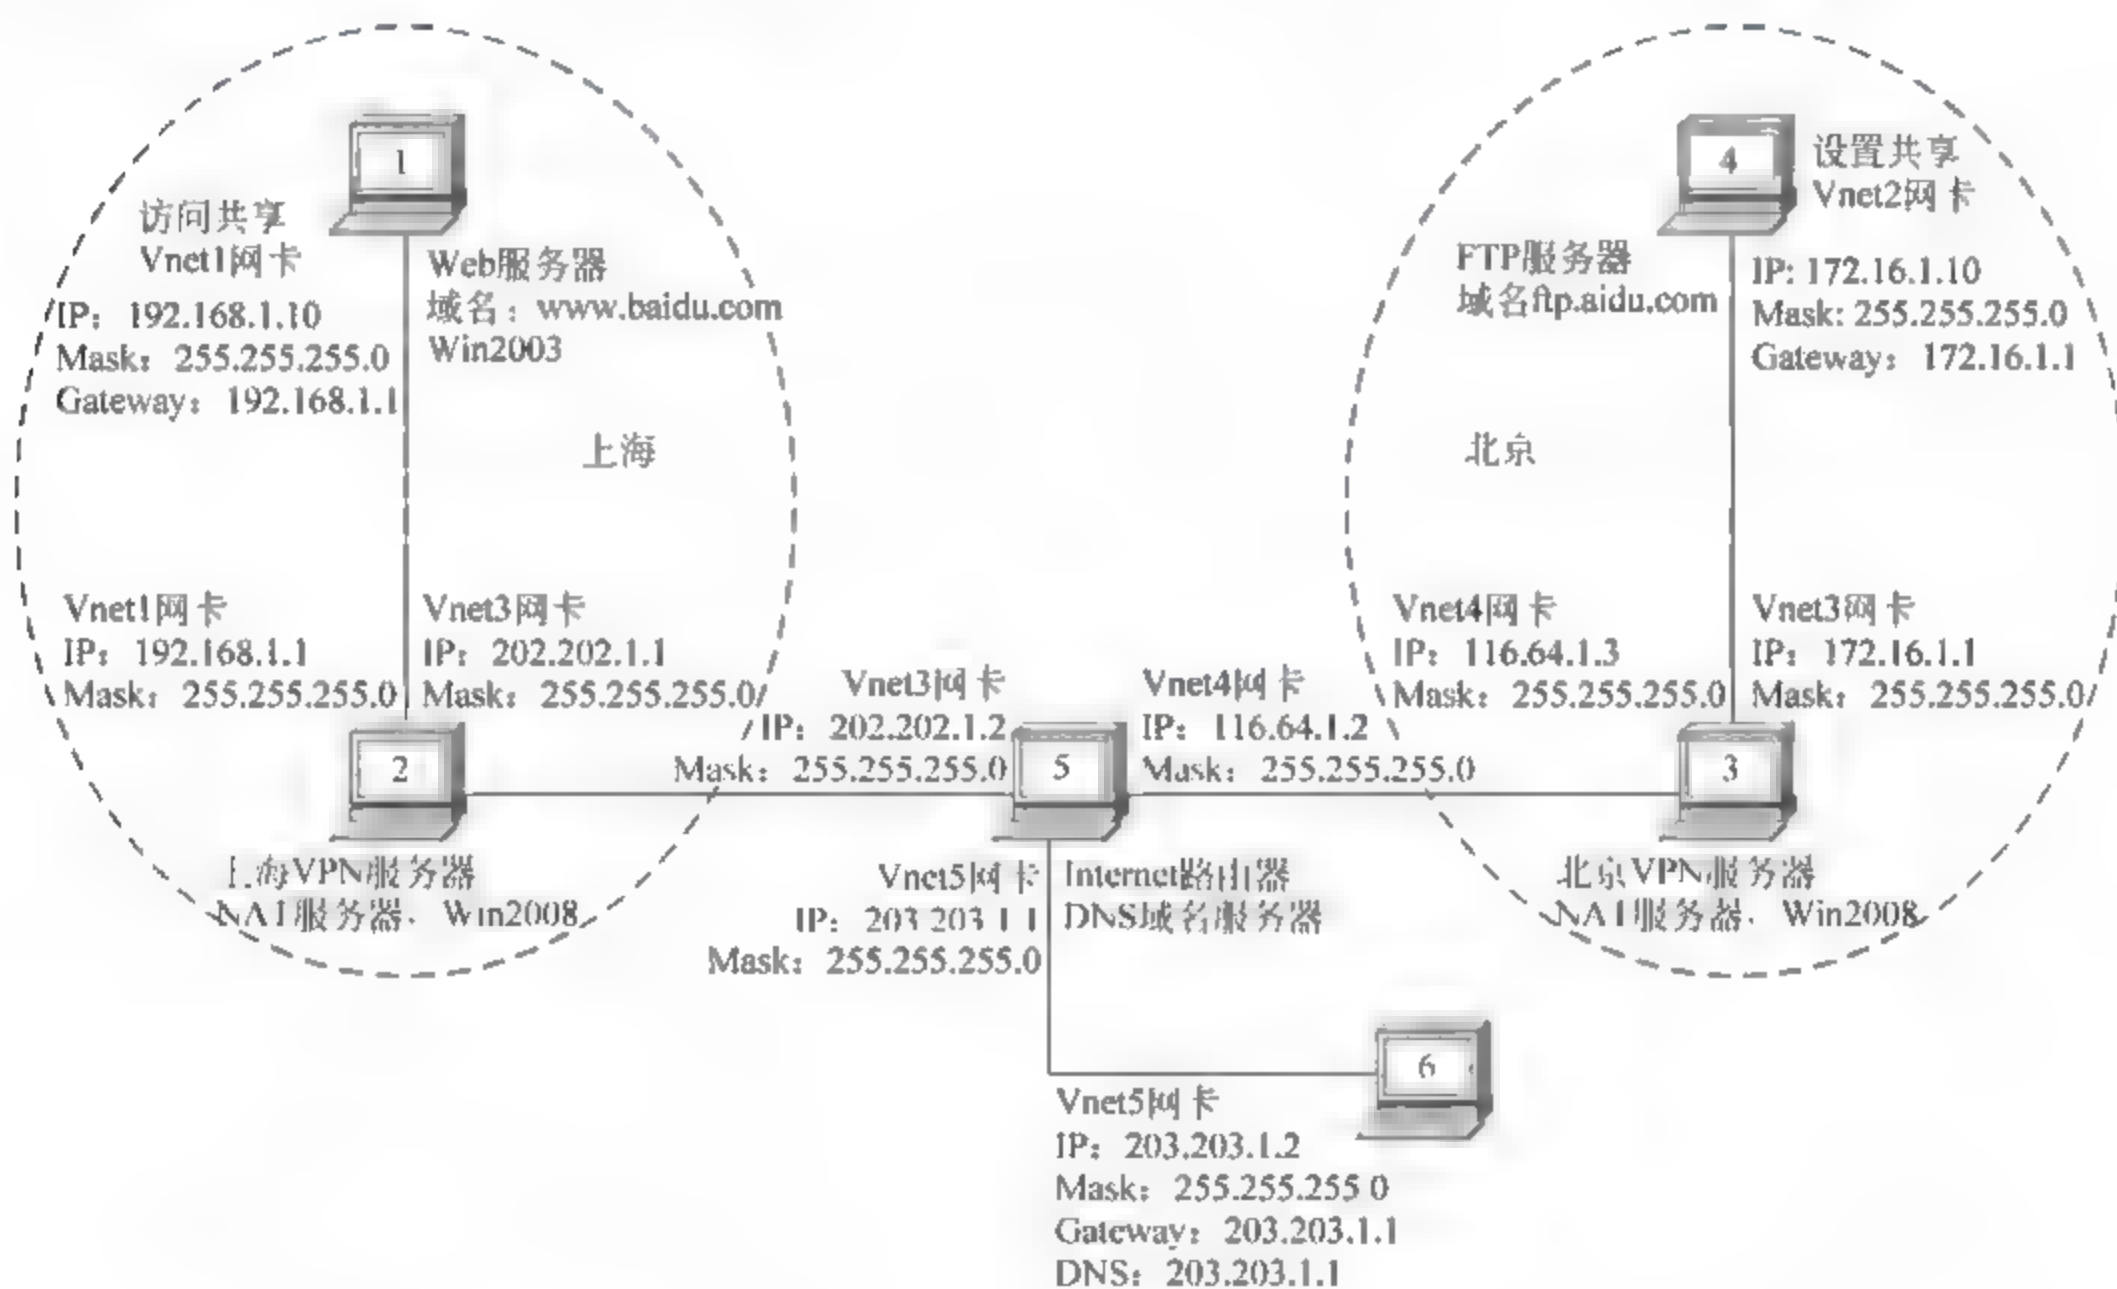 1
访问共享
Vnet1网卡
IP：192.168.1.10
Mask：255.255.255.0
Gateway：192.168.1.1
Web服务器
域名：www.baidu.com
Win2003
上海
4
设置共享
Vnet2网卡
FTP服务器
域名ftp.aidu.com
IP: 172.16.1.10
Mask: 255.255.255.0
Gateway：172.16.1.1
北京
Vnet1网卡
IP：192.168.1.1
Mask：255.255.255.0
Vnet3网卡
IP：202.202.1.1
Mask：255.255.255.0
2
上海VPN服务器
NAT服务器，Win2008
Vnet3网卡
IP：202.202.1.2
Mask：255.255.255.0
5
Vnet4网卡
IP：116.64.1.2
Mask：255.255.255.0
Vnet5网卡
IP：203.203.1.1
Mask：255.255.255.0
Internet路由器
DNS域名服务器
Vnet4网卡
IP：116.64.1.3
Mask：255.255.255.0
Vnet3网卡
IP：172.16.1.1
Mask：255.255.255.0
3
北京VPN服务器
NAT服务器，Win2008
6
Vnet5网卡
IP：203.203.1.2
Mask：255.255.255.0
Gateway：203.203.1.1
DNS：203.203.1.1